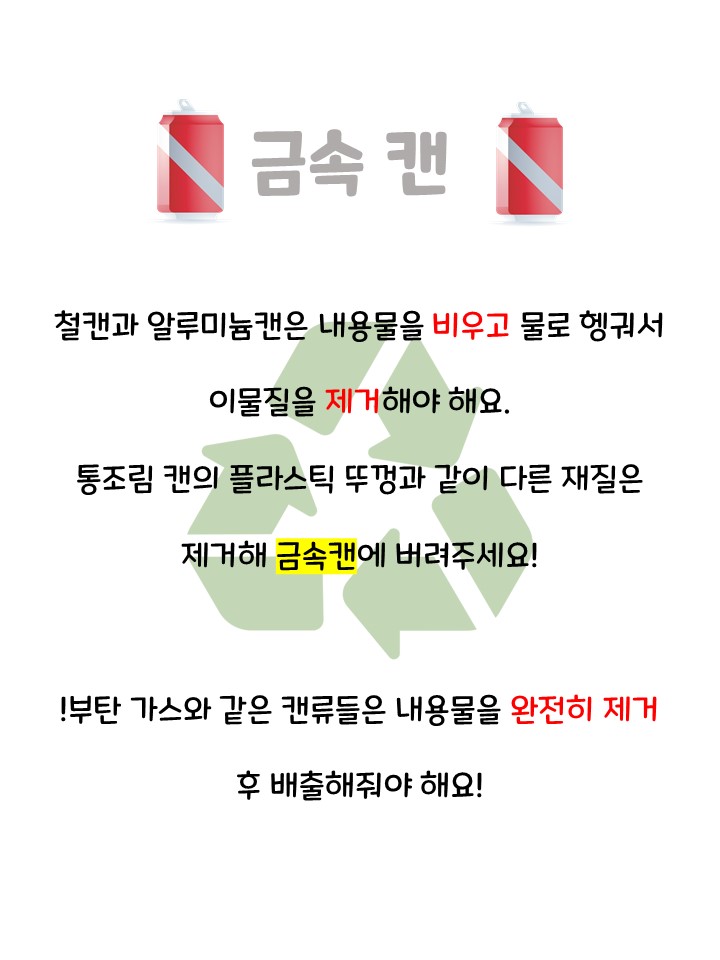 금속 캔
철캔과 알루미늄캔은 내용물을 비우고 물로 헹궈서
이물질을 제거해야 해요.
통조림 캔의 플라스틱 뚜껑과 같이 다른 재질은
제거해 금속캔에 버려주세요!
!부탄 가스와 같은 캔류들은 내용물을 완전히 제거
후 배출해줘야 해요!